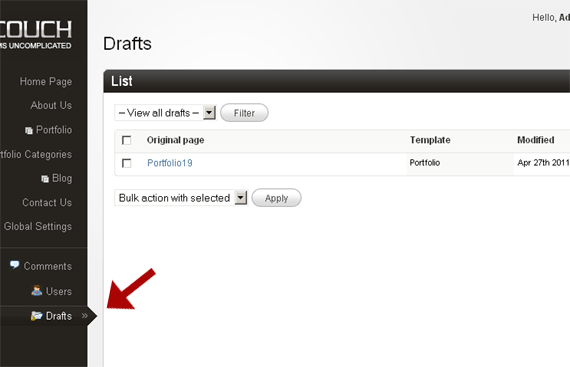 COUCH
MS UNCOMPLICATED
Home Page
About Us
Portfolio
tfolio Categories
Blog
Contact Us
Global Settings
Comments
Users
Drafts »
Hello, Ad
Drafts
List
-- View all drafts -- Filter
Original page Template Modified
Portfolio19 Portfolio Apr 27th 2011
Bulk action with selected Apply